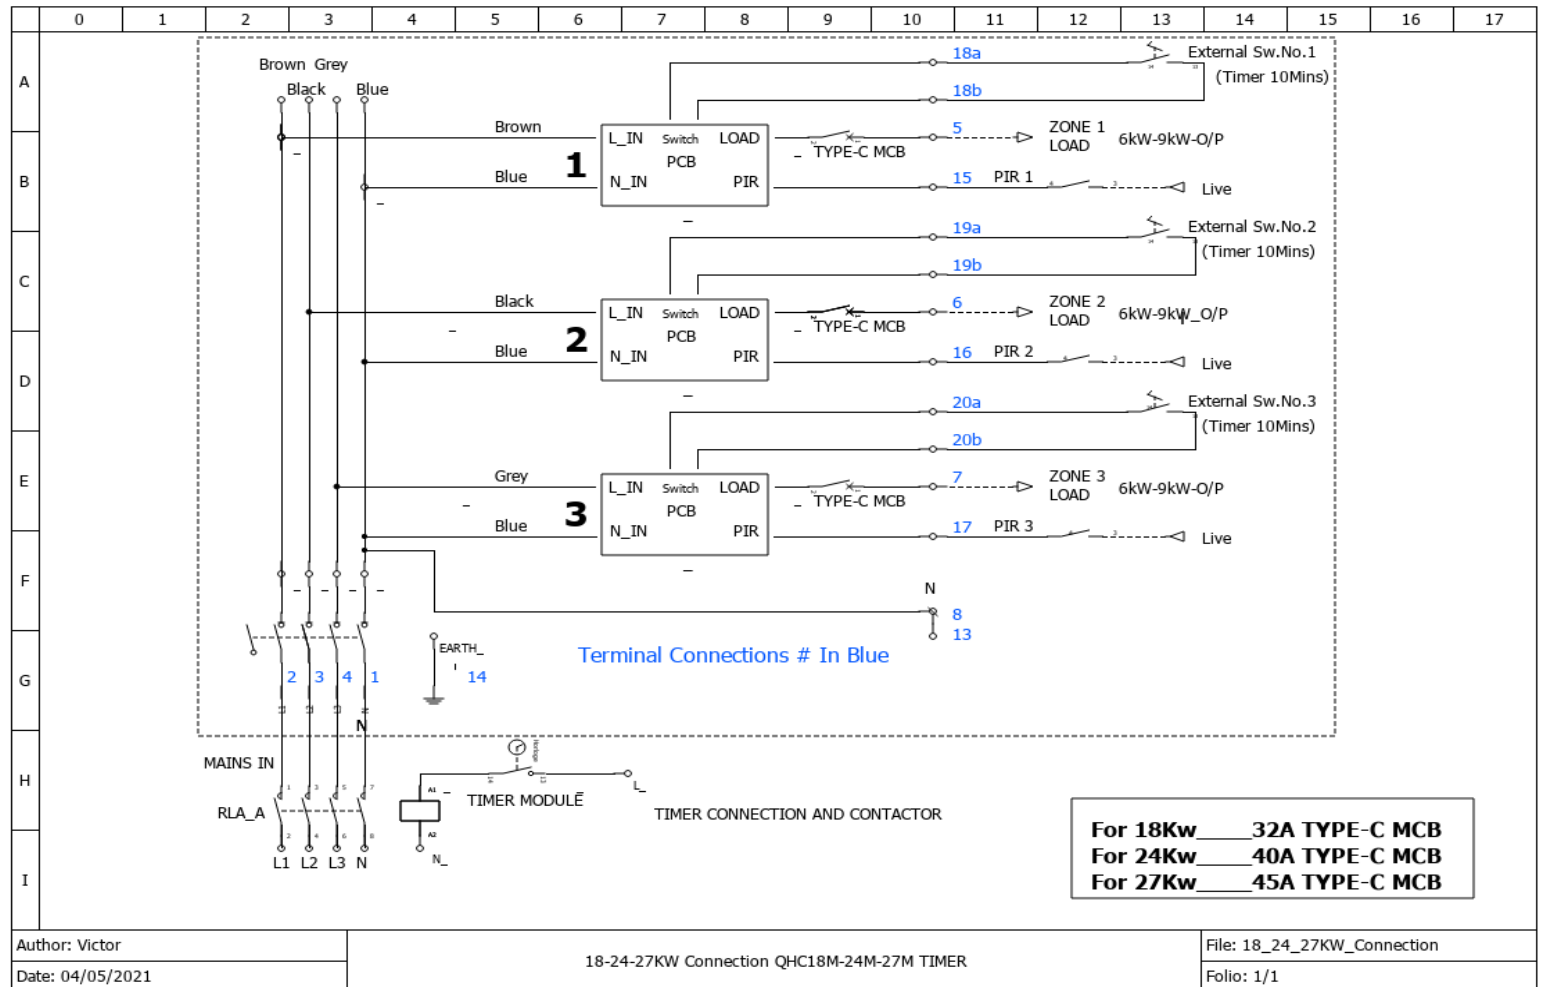 0 1 2 3 4 5 6 7 8 9 10 11 12 13 14 15 16 17
A
B
C
D
E
F
G
H
I
Brown Grey
Black Blue
18a
External Sw.No.1
(Timer 10Mins)
18b
Brown
1
L_IN Switch LOAD
PCB
N_IN PIR
TYPE-C MCB
5
ZONE 1
LOAD
6kW-9kW-O/P
Blue
15 PIR 1
Live
19a
External Sw.No.2
(Timer 10Mins)
19b
Black
2
L_IN Switch LOAD
PCB
N_IN PIR
TYPE-C MCB
6
ZONE 2
LOAD
6kW-9kW_O/P
Blue
16 PIR 2
Live
20a
External Sw.No.3
(Timer 10Mins)
20b
Grey
3
L_IN Switch LOAD
PCB
N_IN PIR
TYPE-C MCB
7
ZONE 3
LOAD
6kW-9kW-O/P
Blue
17 PIR 3
Live
N
8
13
EARTH_
14
Terminal Connections # In Blue
2 3 4 1
N
MAINS IN
RLA_A
1 3 5 7
2 4 6 8
L1 L2 L3 N
A1
A2
N_
TIMER MODULE
L_
TIMER CONNECTION AND CONTACTOR
For 18Kw_____32A TYPE-C MCB
For 24Kw_____40A TYPE-C MCB
For 27Kw_____45A TYPE-C MCB
Author: Victor
Date: 04/05/2021
18-24-27KW Connection QHC18M-24M-27M TIMER
File: 18_24_27KW_Connection
Folio: 1/1